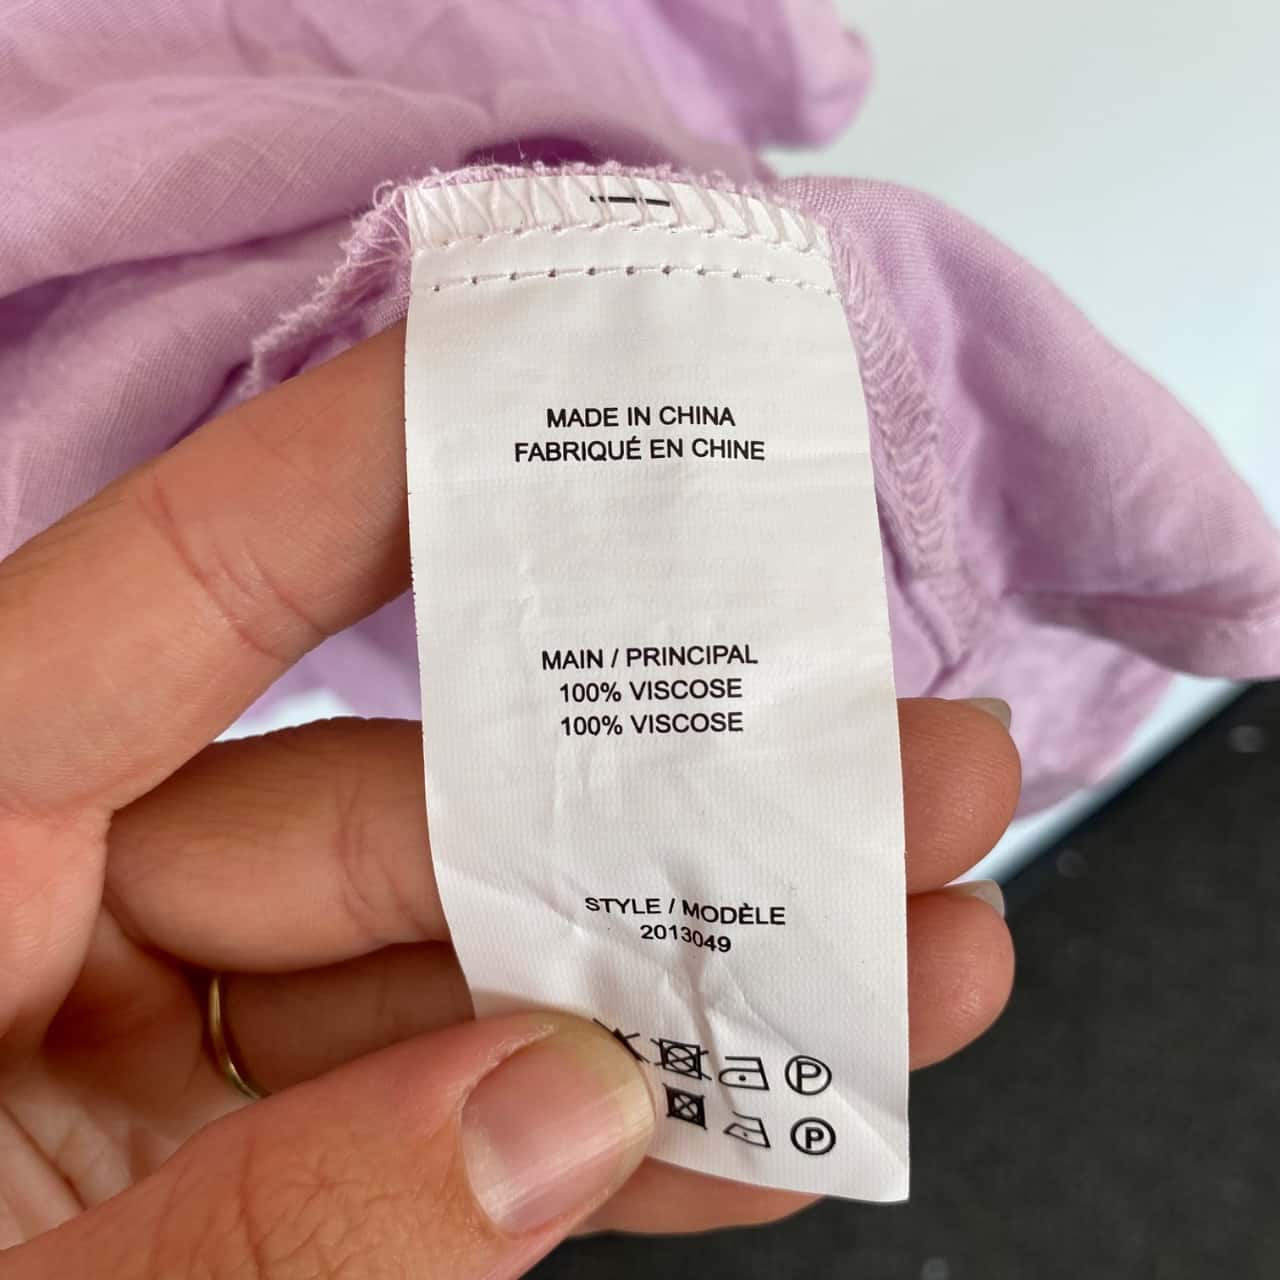 MADE IN CHINA
FABRIQUÉ EN CHINE
MAIN / PRINCIPAL
100% VISCOSE
100% VISCOSE
STYLE / MODÈLE
2013049
P
P